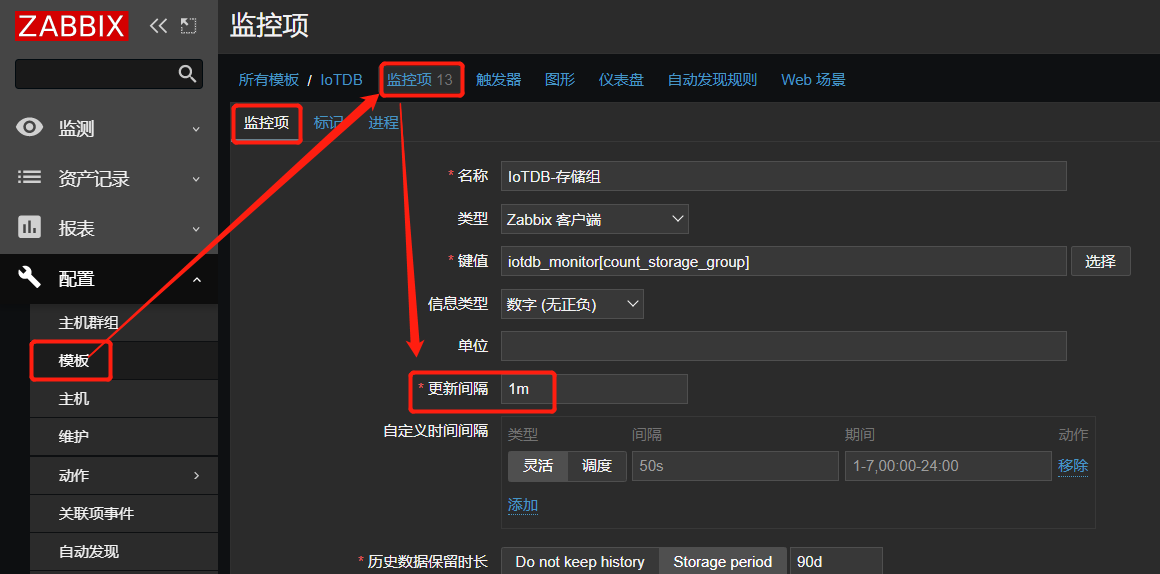 ZABBIX
监测
资产记录
报表
配置
主机群组
模板
主机
维护
动作
关联项事件
自动发现
监控项
所有模板 / IoTDB 监控项 13 触发器 图形 仪表盘 自动发现规则 Web 场景
监控项 标记 进程
* 名称 IoTDB-存储组
类型 Zabbix 客户端
* 键值 iotdb_monitor[count_storage_group] 选择
信息类型 数字 (无正负)
单位
* 更新间隔 1m
自定义时间间隔 类型 间隔 期间 动作
灵活 调度 50s 1-7,00:00-24:00 移除
添加
* 历史数据保留时长 Do not keep history Storage period 90d